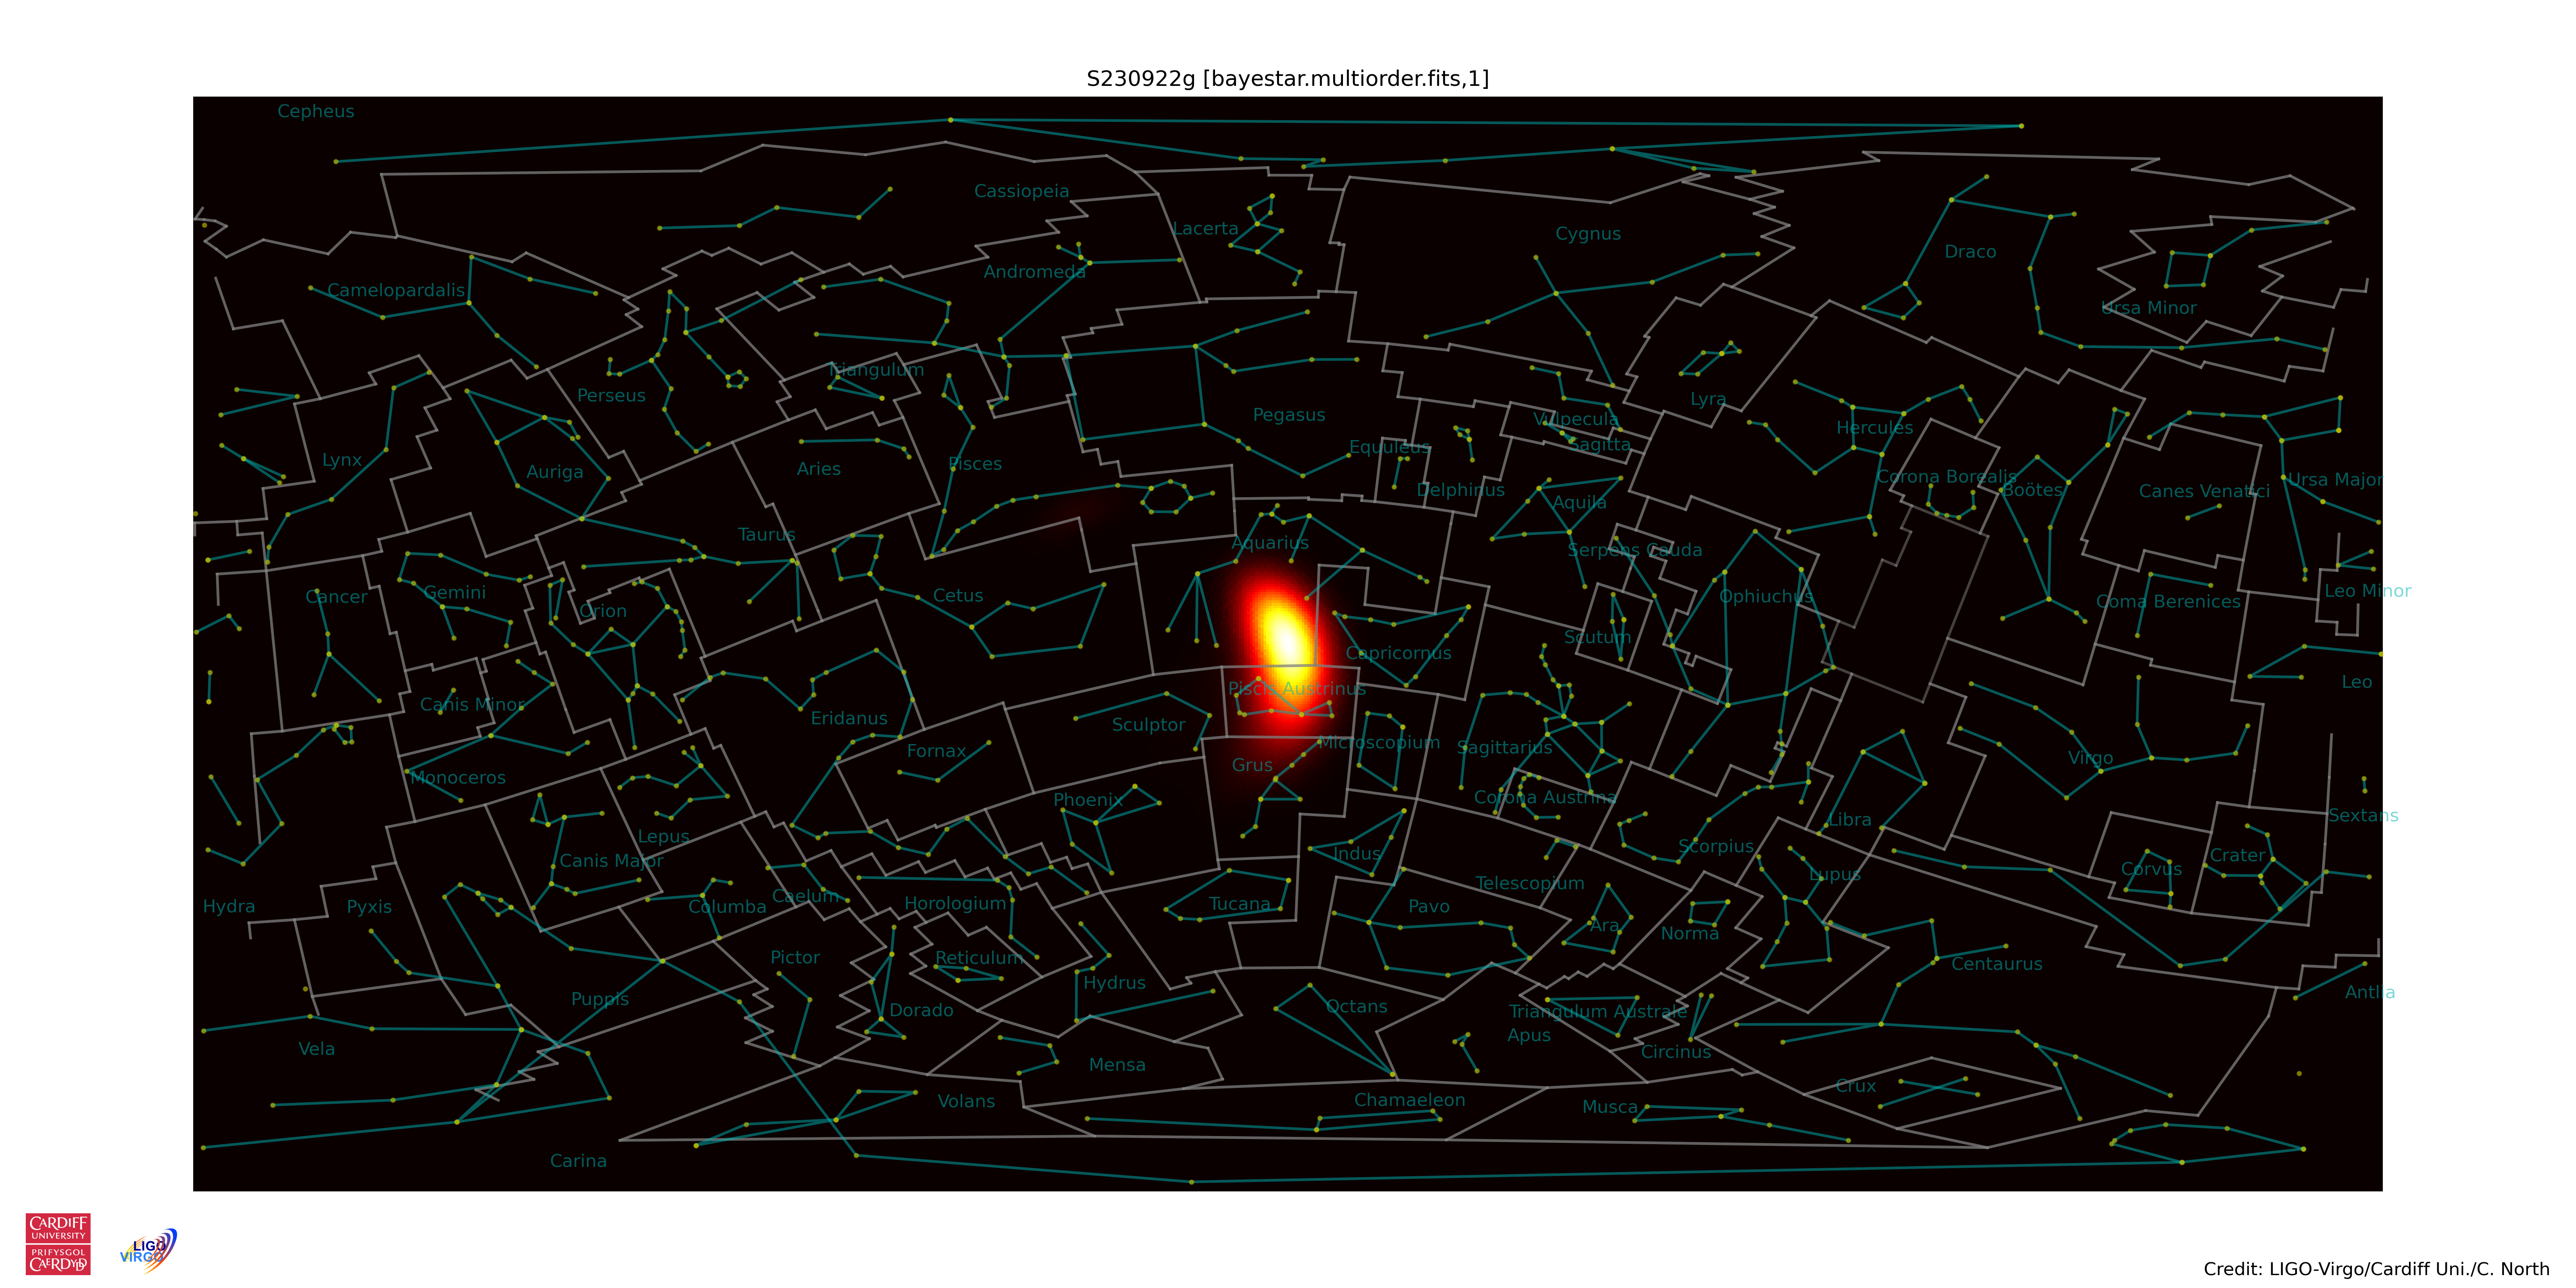 S230922g [bayestar.multiorder.fits,1]
Cepheus
Cassiopeia
Lacerta
Cygnus
Draco
Andromeda
Camelopardalis
Ursa Minor
Triangulum
Perseus
Pegasus
Vulpecula
Lyra
Hercules
Equuleus
Sagitta
Lynx
Auriga
Aries
Pisces
Delphinus
Aquila
Corona Borealis
Boötes
Canes Venatici
Ursa Major
Taurus
Aquarius
Serpens Cauda
Cancer
Gemini
Orion
Cetus
Ophiuchus
Coma Berenices
Leo Minor
Scutum
Capricornus
Canis Minor
Piscis Austrinus
Leo
Eridanus
Sculptor
Fornax
Microscopium
Sagittarius
Virgo
Monoceros
Grus
Phoenix
Corona Austrina
Libra
Sextans
Lepus
Canis Major
Indus
Scorpius
Lupus
Corvus
Crater
Hydra
Pyxis
Columba
Caelum
Horologium
Tucana
Pavo
Telescopium
Ara
Norma
Centaurus
Pictor
Reticulum
Puppis
Dorado
Hydrus
Octans
Triangulum Australe
Antlia
Vela
Mensa
Apus
Circinus
Volans
Chamaeleon
Musca
Crux
Carina
CARDIFF
UNIVERSITY
PRIFYSGOL
CAERDYDD
LIGO
VIRGO
Credit: LIGO-Virgo/Cardiff Uni./C. North